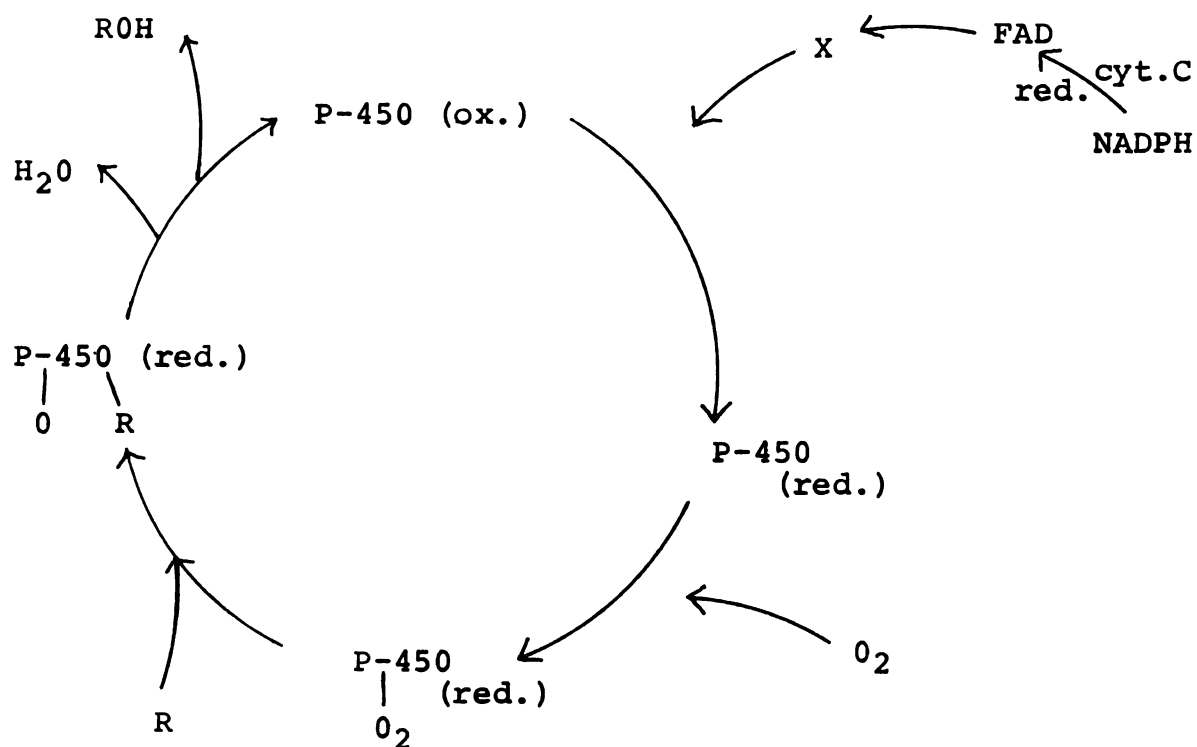 ROH
X
FAD
cyt.C
red.
NADPH
P-450 (ox.)
H₂O
P-450 (red.)
O R
P-450
(red.)
O₂
P-450
(red.)
O₂
R